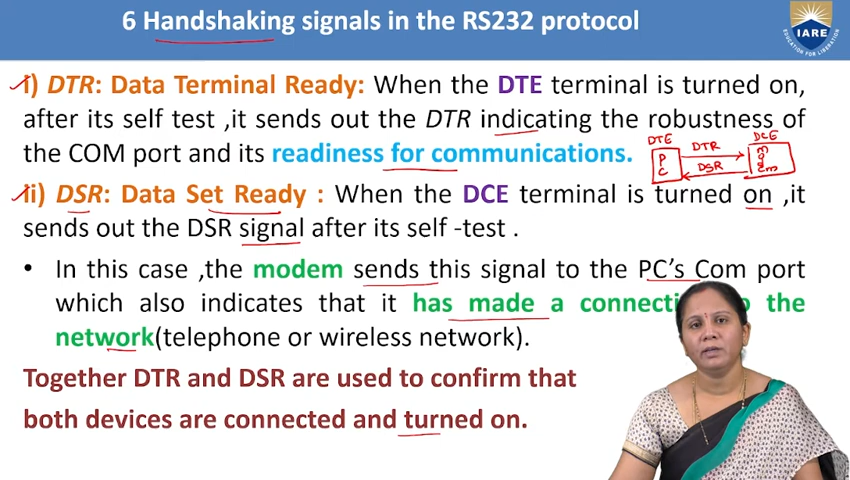 6 Handshaking signals in the RS232 protocol
IARE
EDUCATION FOR LIBERATION
i) DTR: Data Terminal Ready: When the DTE terminal is turned on,
after its self test ,it sends out the DTR indicating the robustness of
the COM port and its readiness for communications.
DTE
DCE
DTR
DSR
PC
ii) DSR: Data Set Ready : When the DCE terminal is turned on ,it
sends out the DSR signal after its self -test .
• In this case ,the modem sends this signal to the PC's Com port
which also indicates that it has made a connecti
o the
network(telephone or wireless network).
Together DTR and DSR are used to confirm that
both devices are connected and turned on.